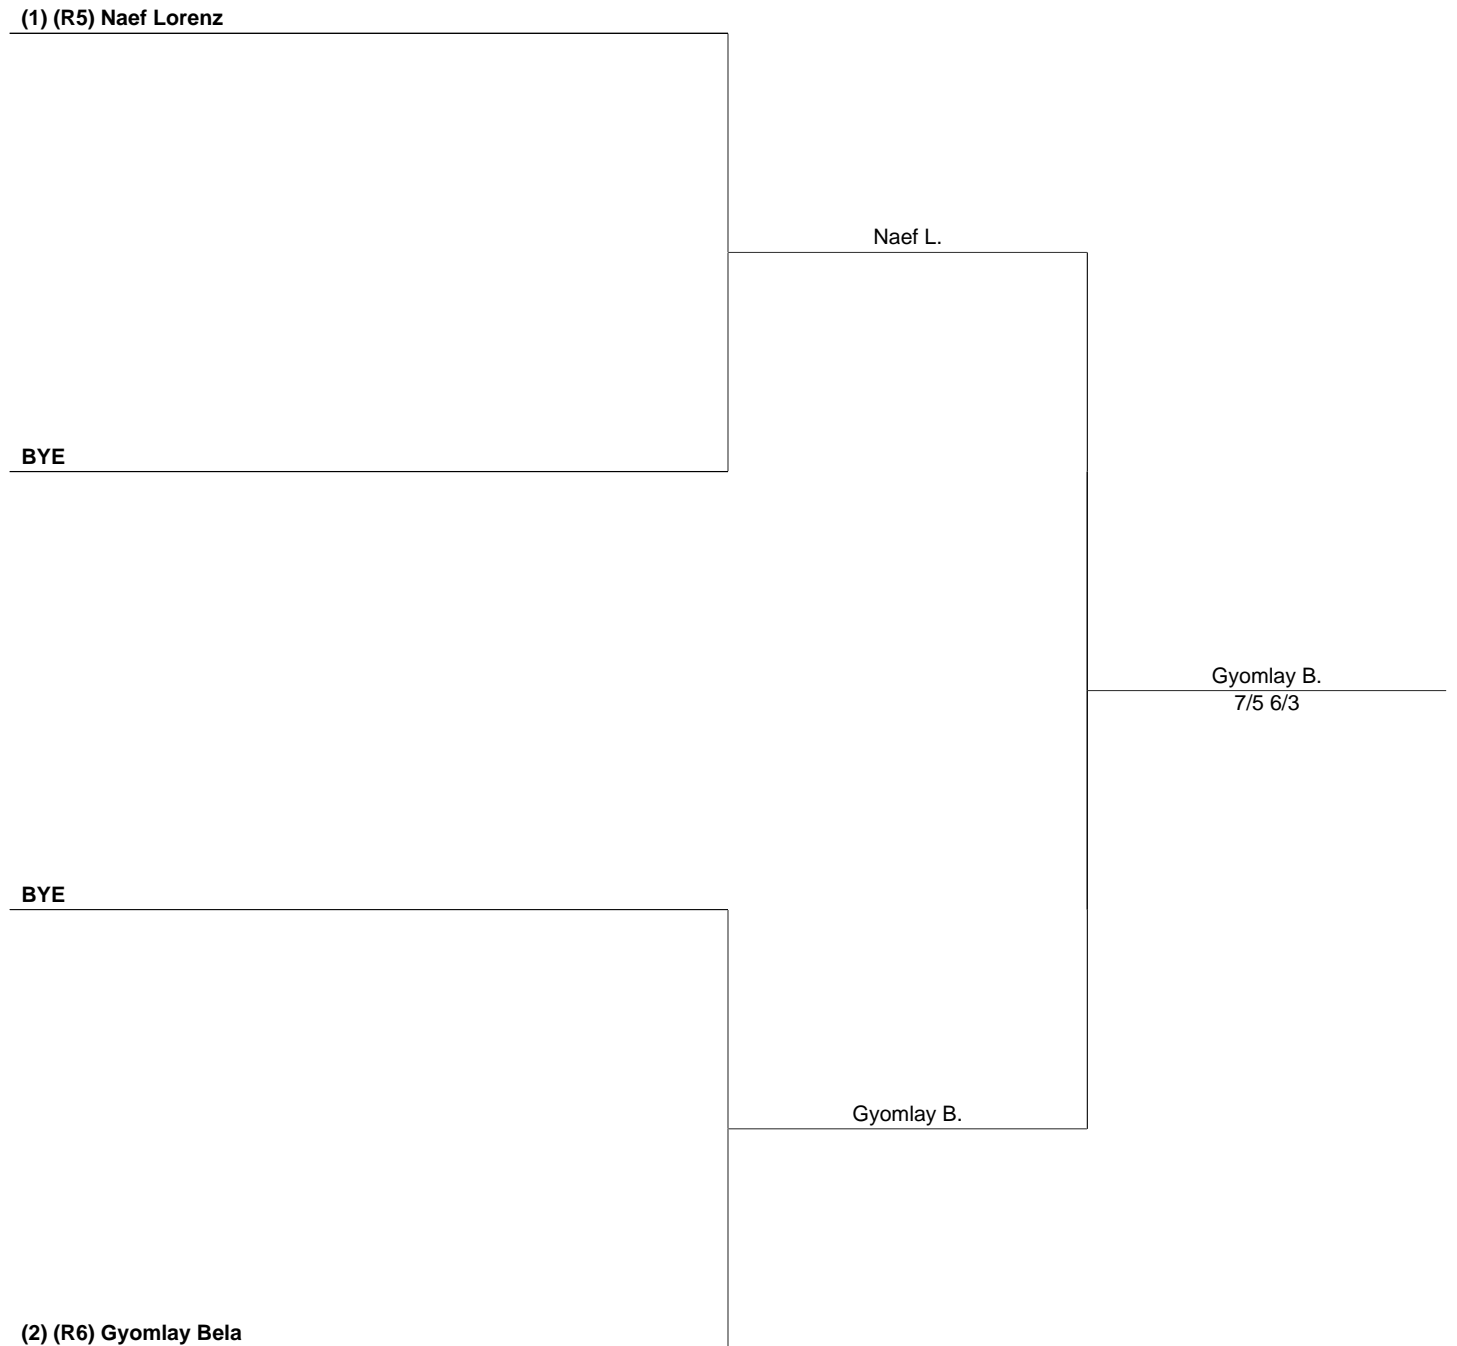 (1) (R5) Naef Lorenz
Naef L.
BYE
Gyomlay B.
7/5 6/3
BYE
Gyomlay B.
(2) (R6) Gyomlay Bela